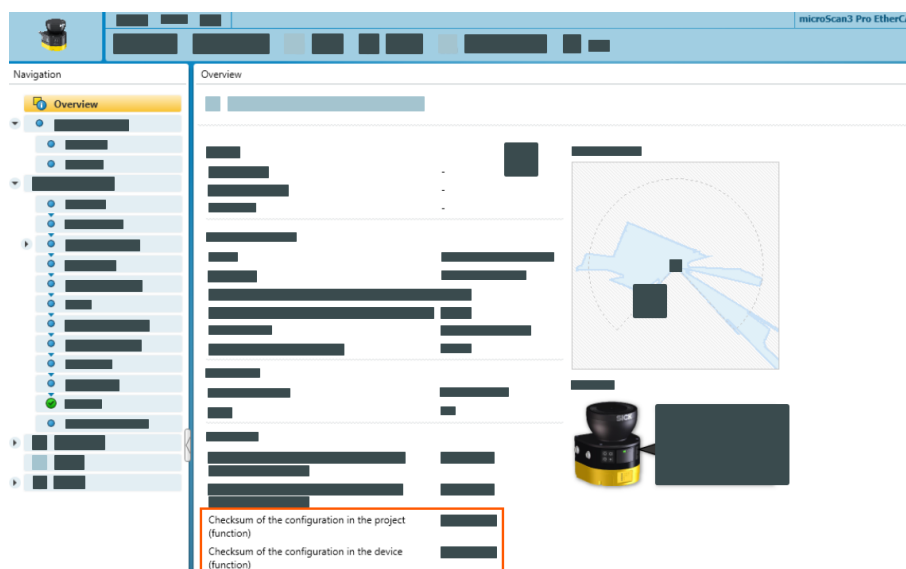 microScan3 Pro EtherCA
Navigation
Overview
Overview
SICK
Checksum of the configuration in the project
(function)
Checksum of the configuration in the device
(function)